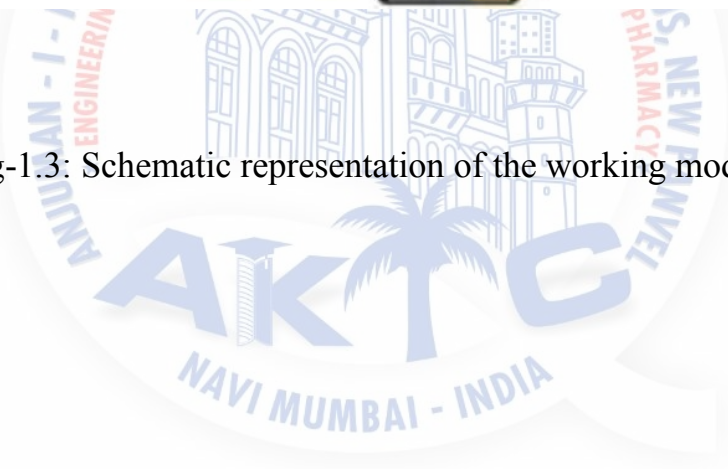 ANJUMAN - I - I
ENGINEERIN
S, NEW PANVEL
PHARMACY
g-1.3: Schematic representation of the working mod
AKTC
NAVI MUMBAI - INDIA